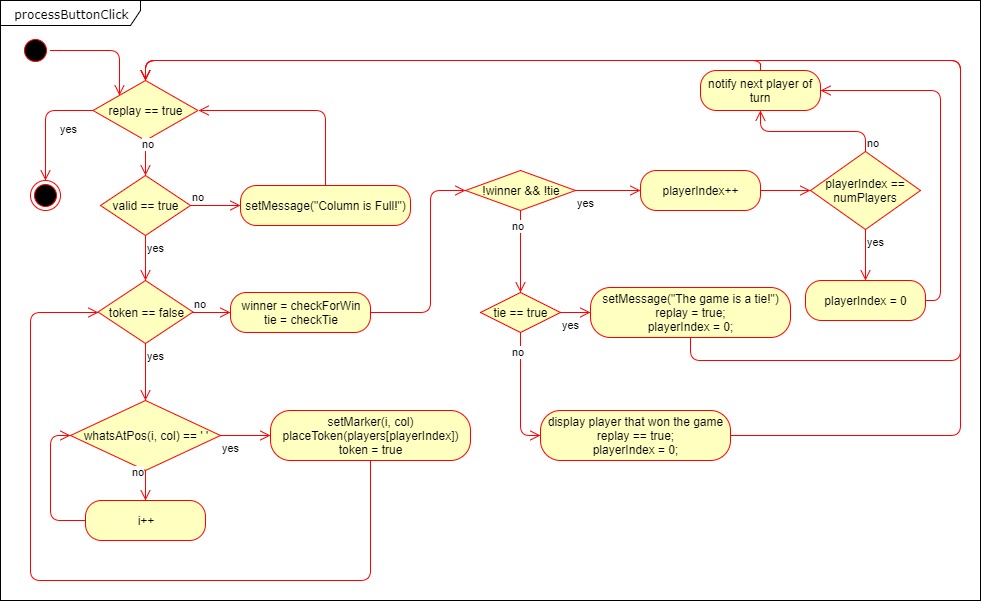 processButtonClick
replay == true
yes
no
valid == true
no
setMessage("Column is Full!")
yes
token == false
no
winner = checkForWin
tie = checkTie
yes
whatsAtPos(i, col) == ' '
yes
no
i++
setMarker(i, col)
placeToken(players[playerIndex])
token = true
!winner && !tie
yes
no
playerIndex++
playerIndex ==
numPlayers
no
yes
notify next player of
turn
playerIndex = 0
tie == true
yes
no
setMessage("The game is a tie!")
replay = true;
playerIndex = 0;
display player that won the game
replay == true;
playerIndex = 0;